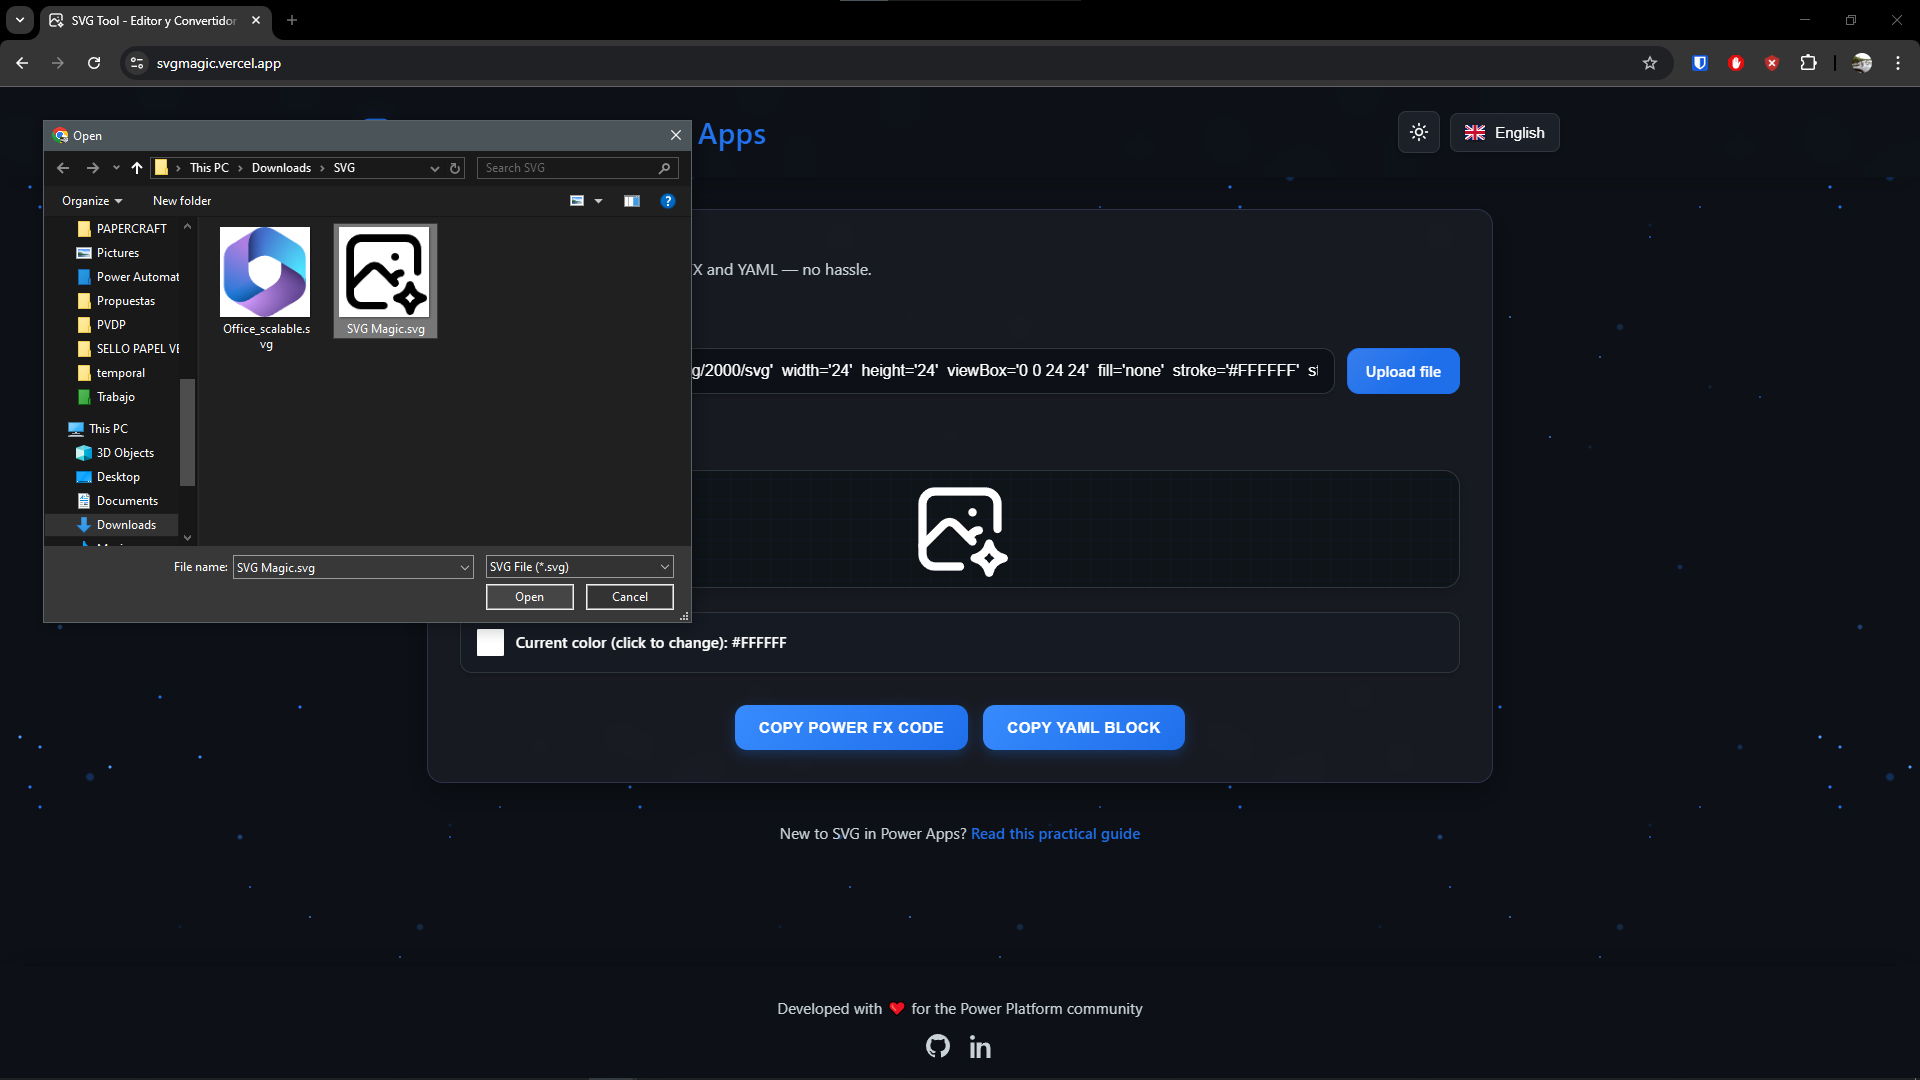 SVG Tool - Editor y Convertidor
svgmagic.vercel.app
Apps
English
Open
This PC
Downloads
SVG
Search SVG
Organize
New folder
PAPERCRAFT
Pictures
Power Automat
Propuestas
PVDP
SELLO PAPEL VE
temporal
Trabajo
This PC
3D Objects
Desktop
Documents
Downloads
Office_scalable.s
vg
SVG Magic.svg
File name:
SVG Magic.svg
SVG File (*.svg)
Open
Cancel
X and YAML — no hassle.
g/2000/svg' width='24' height='24' viewBox='0 0 24 24' fill='none' stroke='#FFFFFF' st
Upload file
Current color (click to change): #FFFFFF
COPY POWER FX CODE
COPY YAML BLOCK
New to SVG in Power Apps? Read this practical guide
Developed with ❤ for the Power Platform community
in